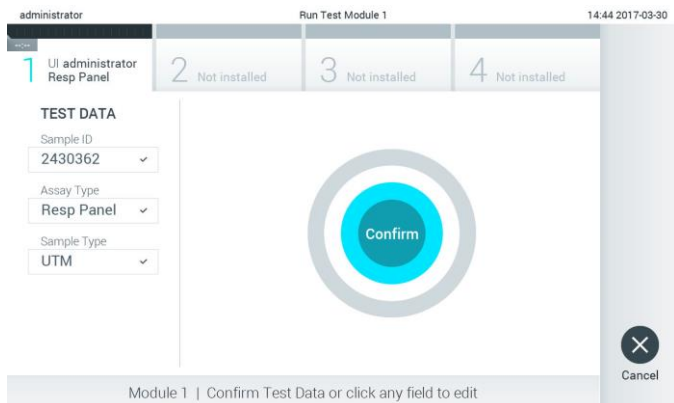 administrator Run Test Module 1 14:44 2017-03-30
--:--
1 UI administrator
Resp Panel
2 Not installed
3 Not installed
4 Not installed
TEST DATA
Sample ID
2430362
Assay Type
Resp Panel
Sample Type
UTM
Confirm
Cancel
Module 1 | Confirm Test Data or click any field to edit